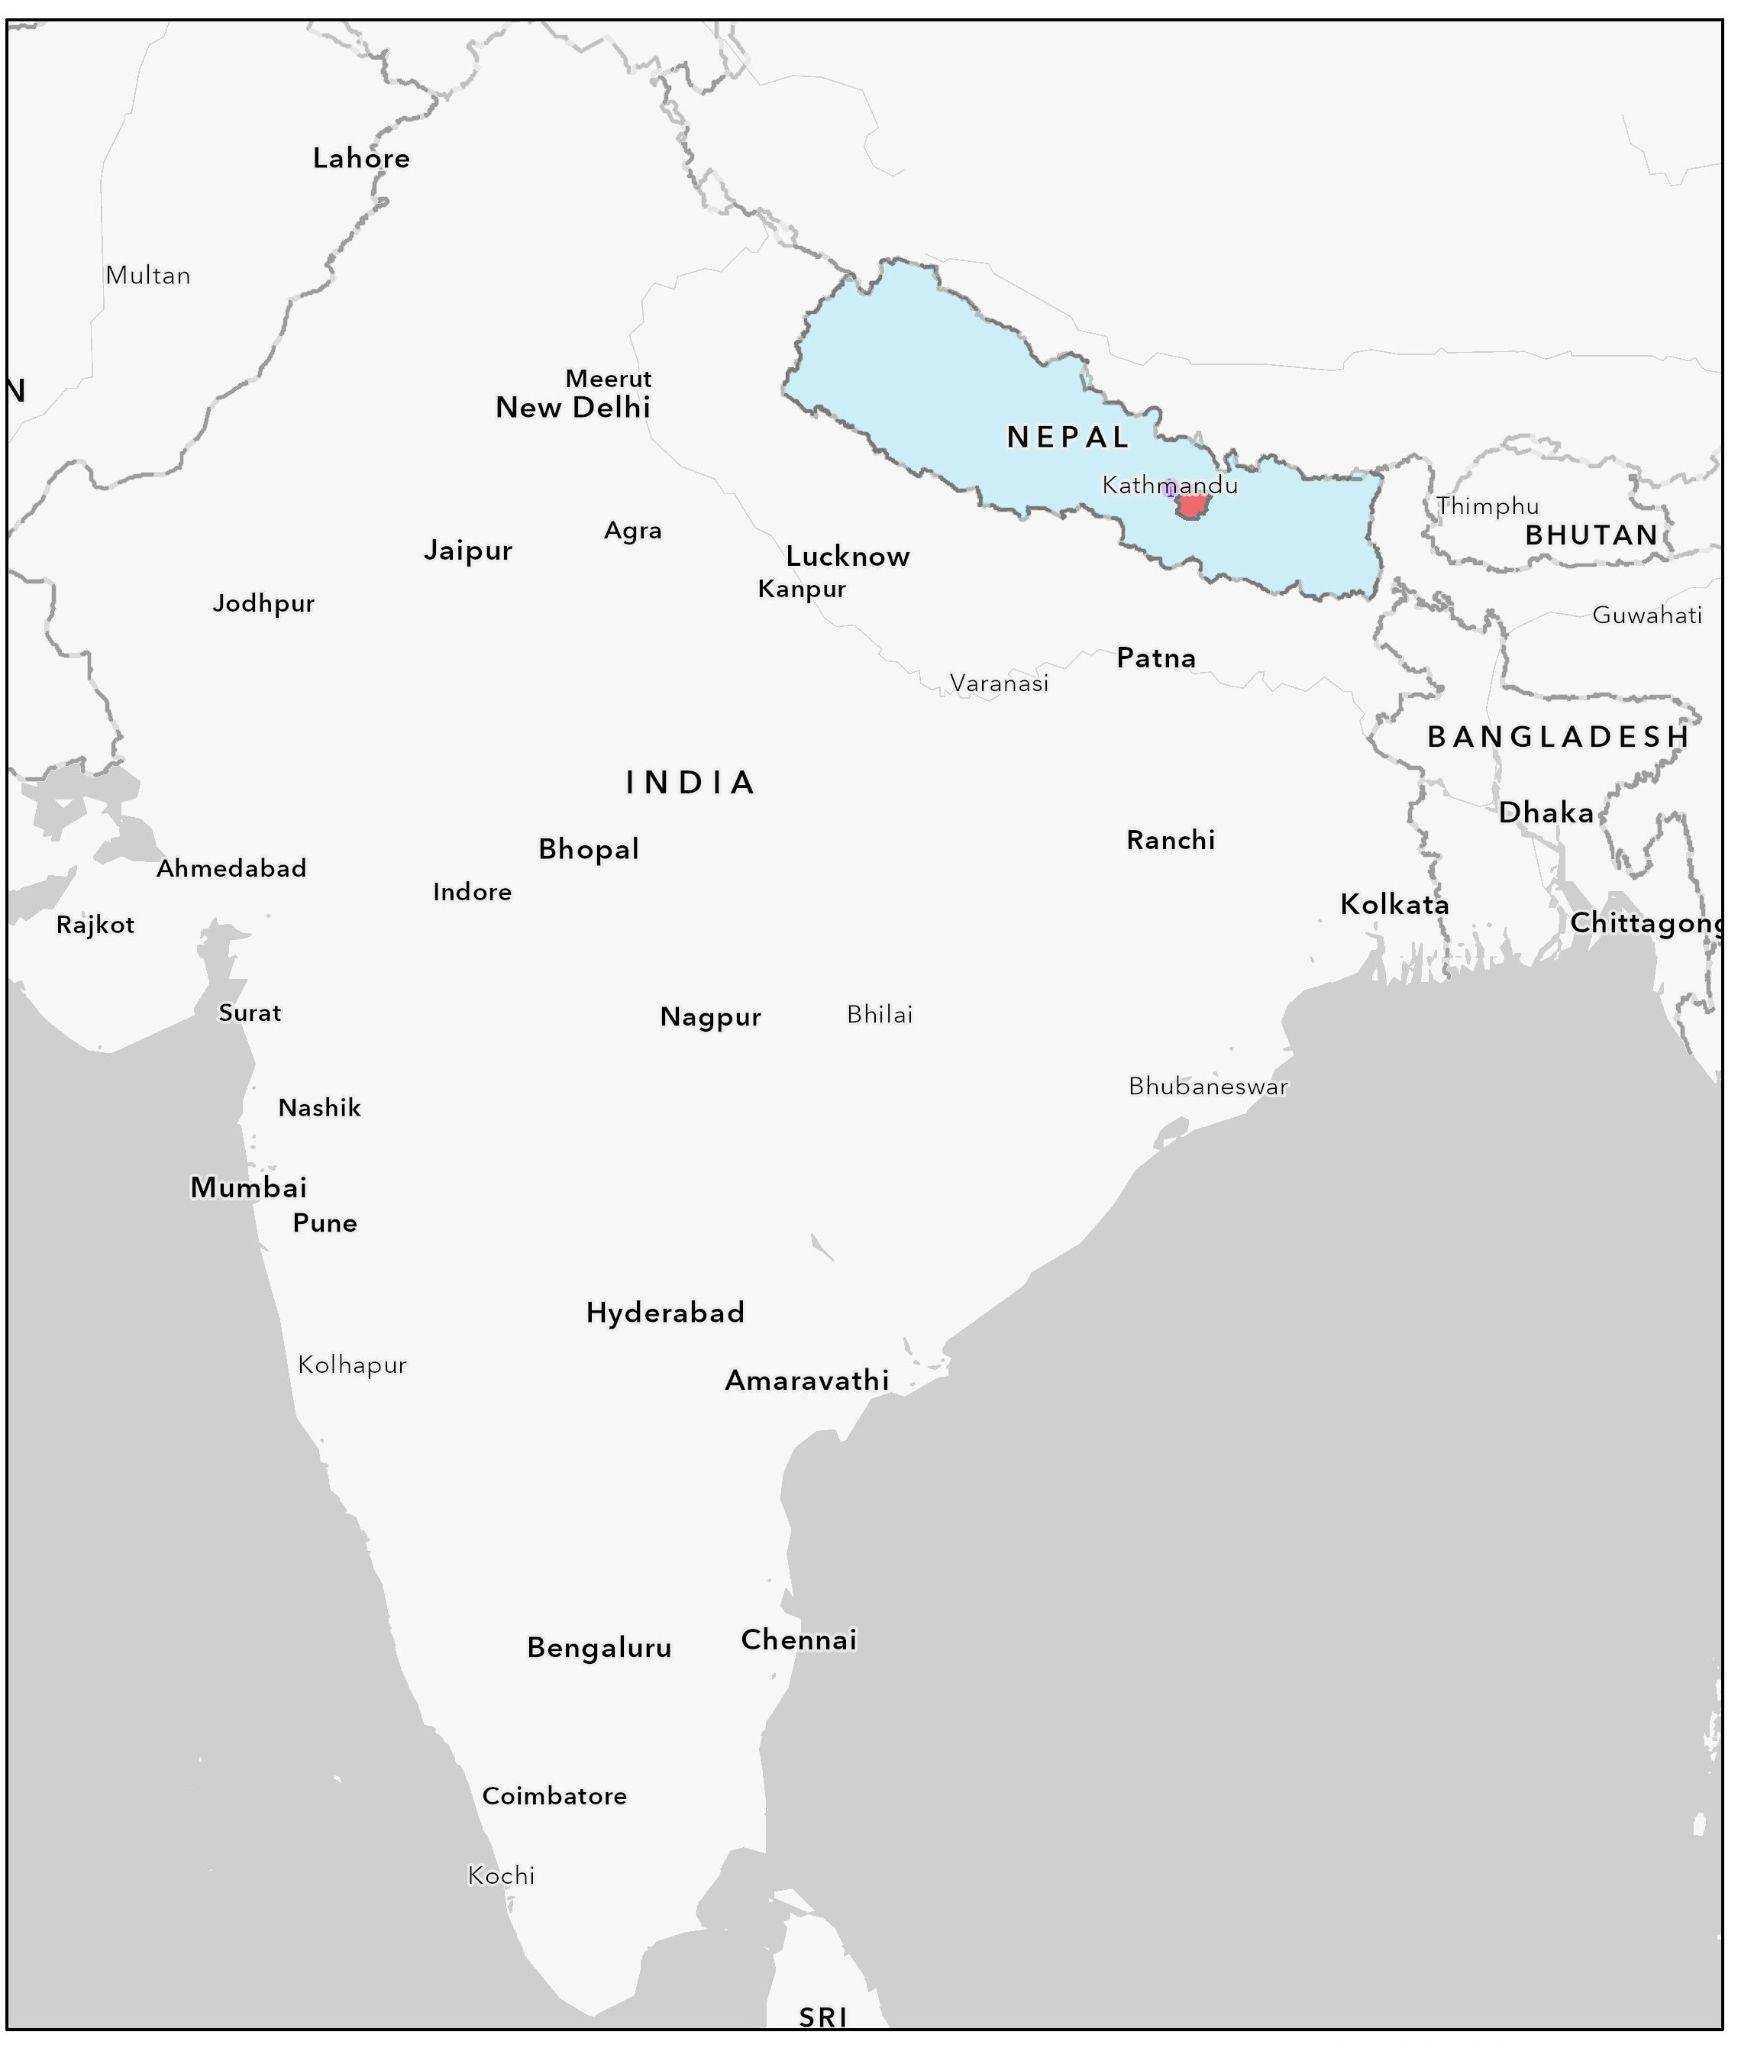 Lahore
Multan
N
Meerut
New Delhi
NEPAL
Kathmandu
Thimphu
BHUTAN
Agra
Jaipur
Lucknow
Kanpur
Jodhpur
Guwahati
Patna
Varanasi
BANGLADESH
INDIA
Dhaka
Ranchi
Bhopal
Ahmedabad
Indore
Kolkata
Rajkot
Chittagong
Surat
Nagpur
Bhilai
Bhubaneswar
Nashik
Mumbai
Pune
Hyderabad
Kolhapur
Amaravathi
Chennai
Bengaluru
Coimbatore
Kochi
SRI